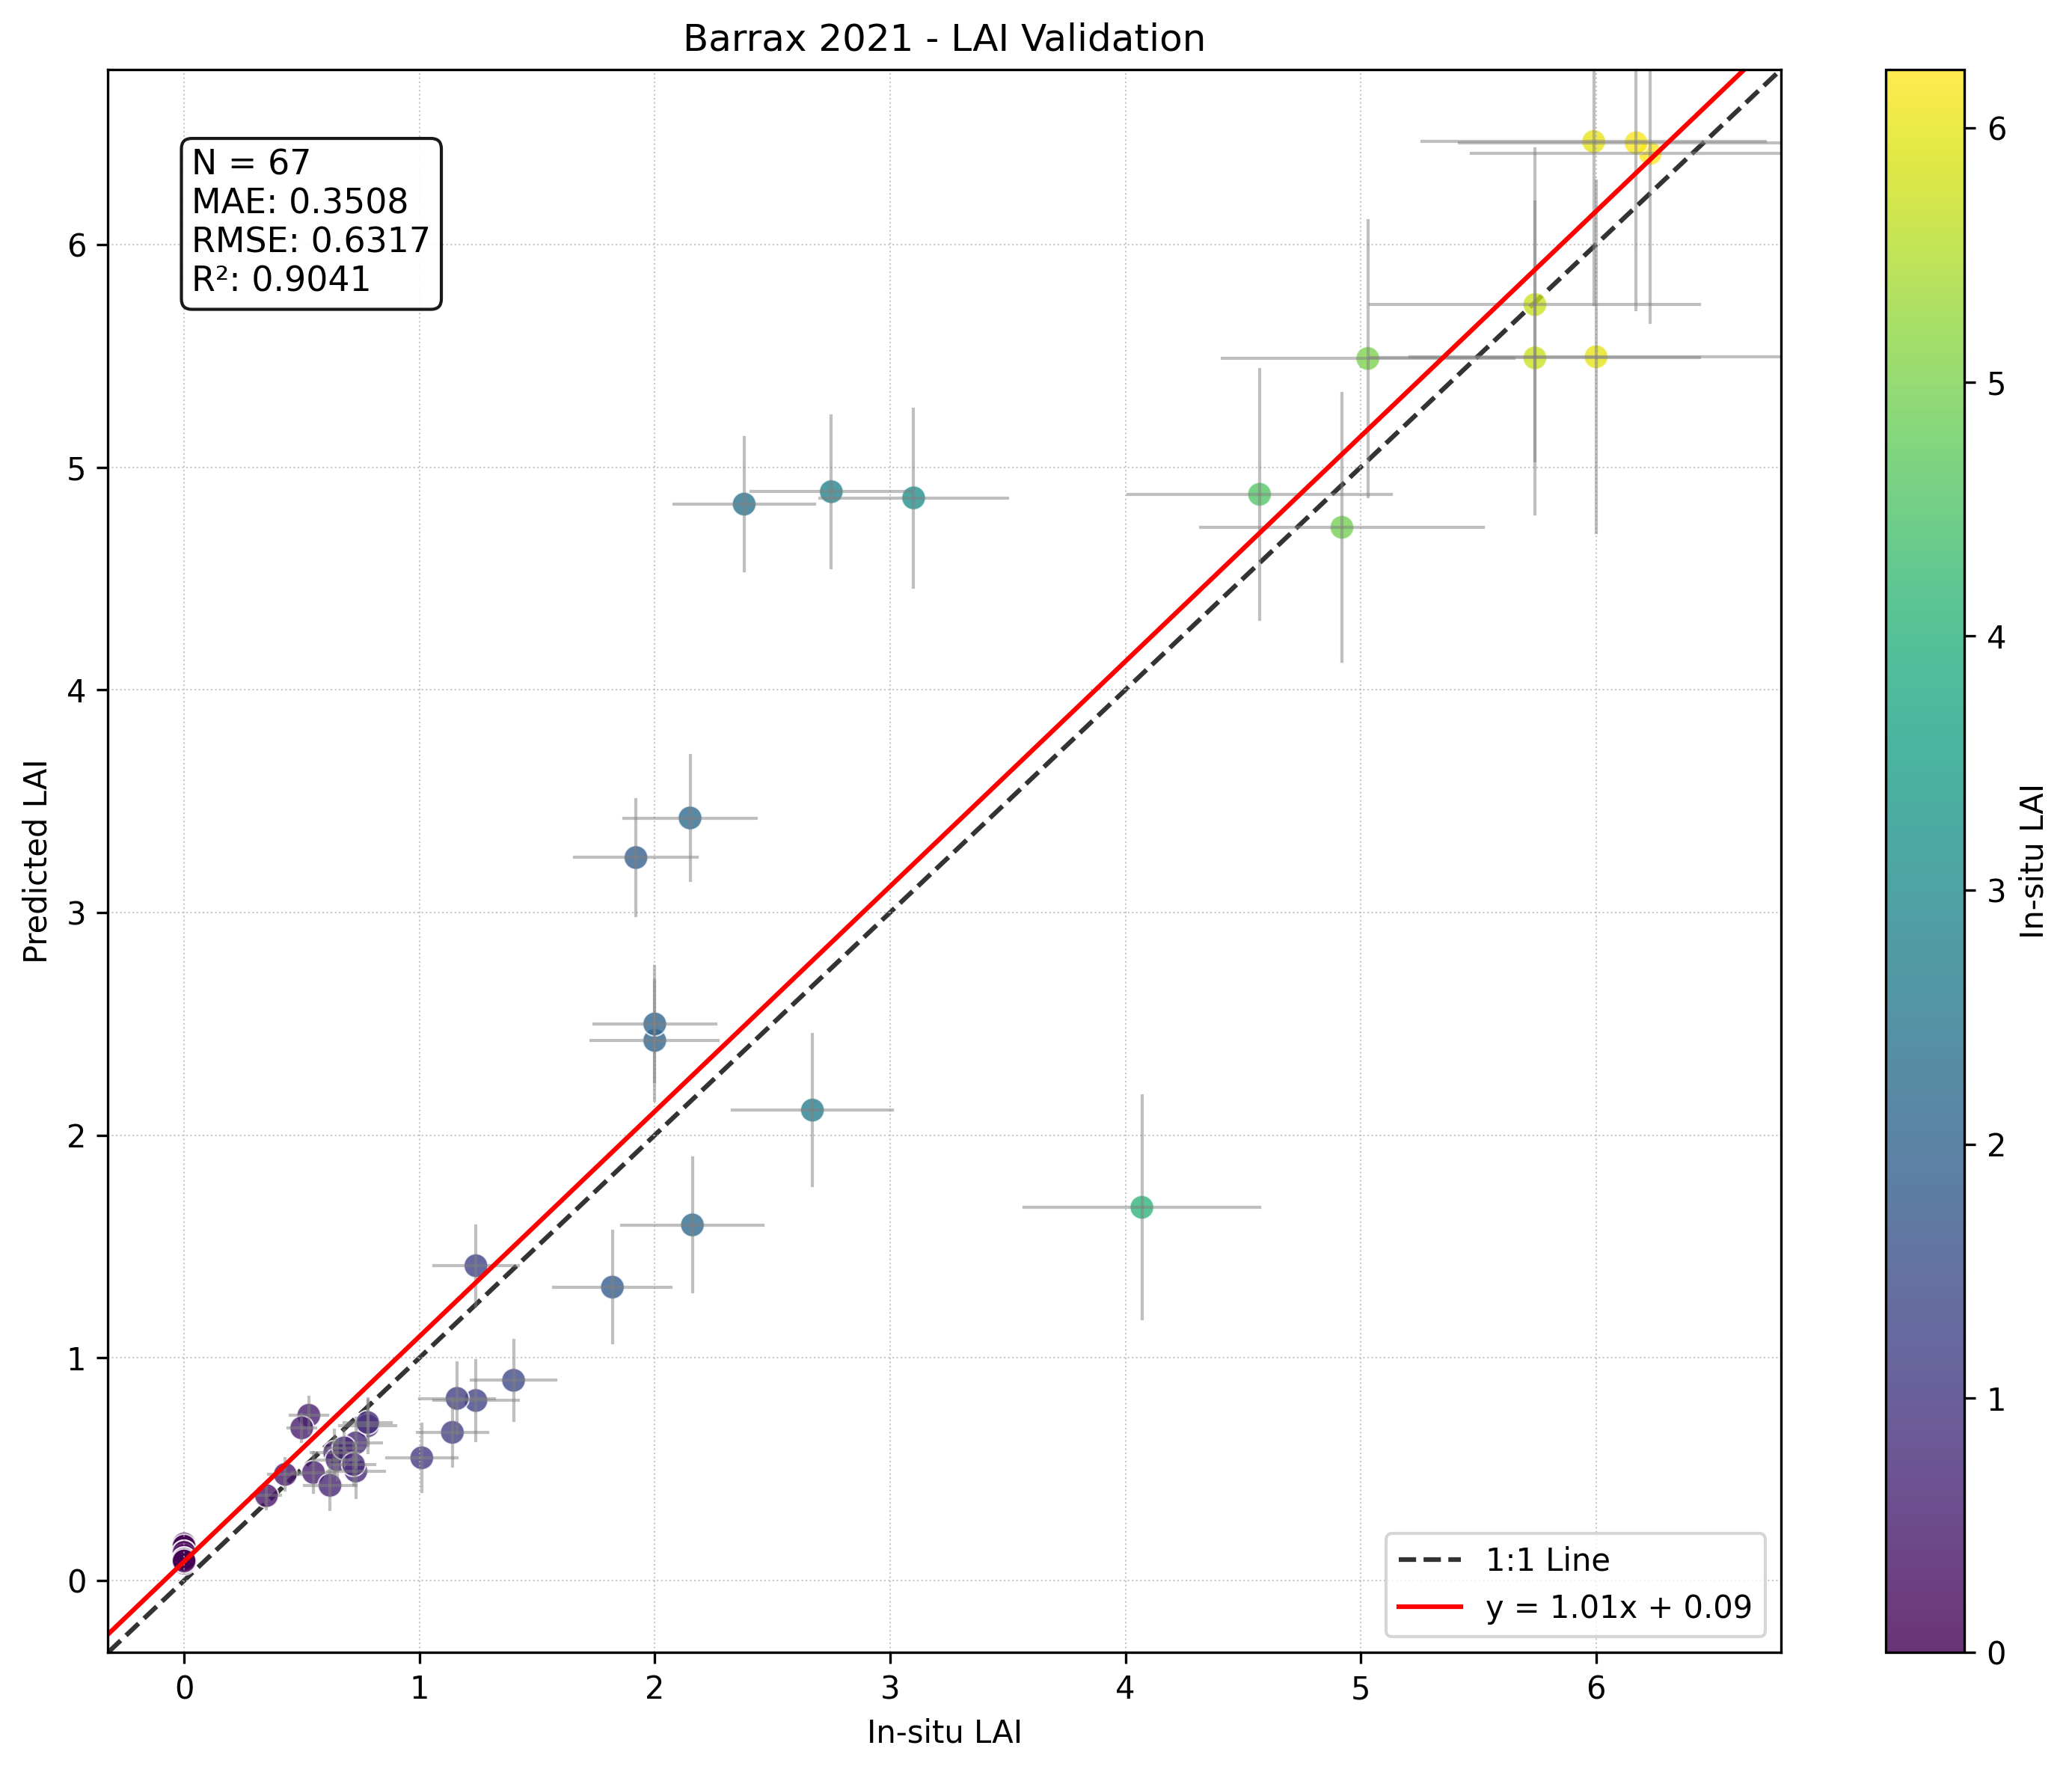 Barrax 2021 - LAI Validation
N = 67
MAE: 0.3508
RMSE: 0.6317
R²: 0.9041
6
5
4
3
2
1
0
Predicted LAI
0
1
2
3
4
5
6
In-situ LAI
1:1 Line
y = 1.01x + 0.09
6
5
4
3
2
1
0
In-situ LAI